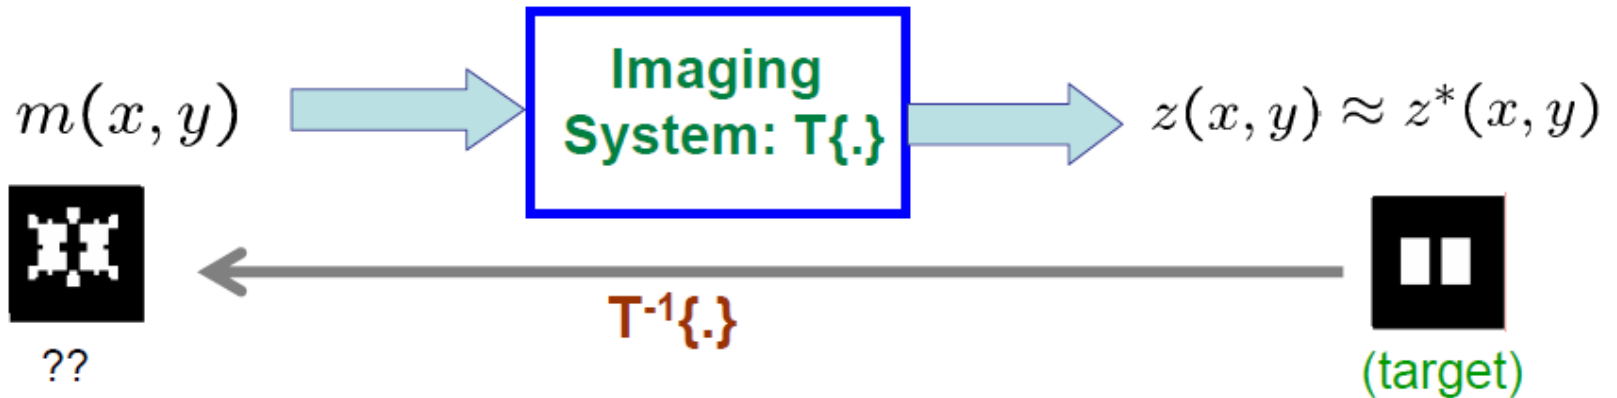 m(x, y)
Imaging
System: T{.}
z(x, y) ≈ z*(x, y)
T-1{.}
??
(target)